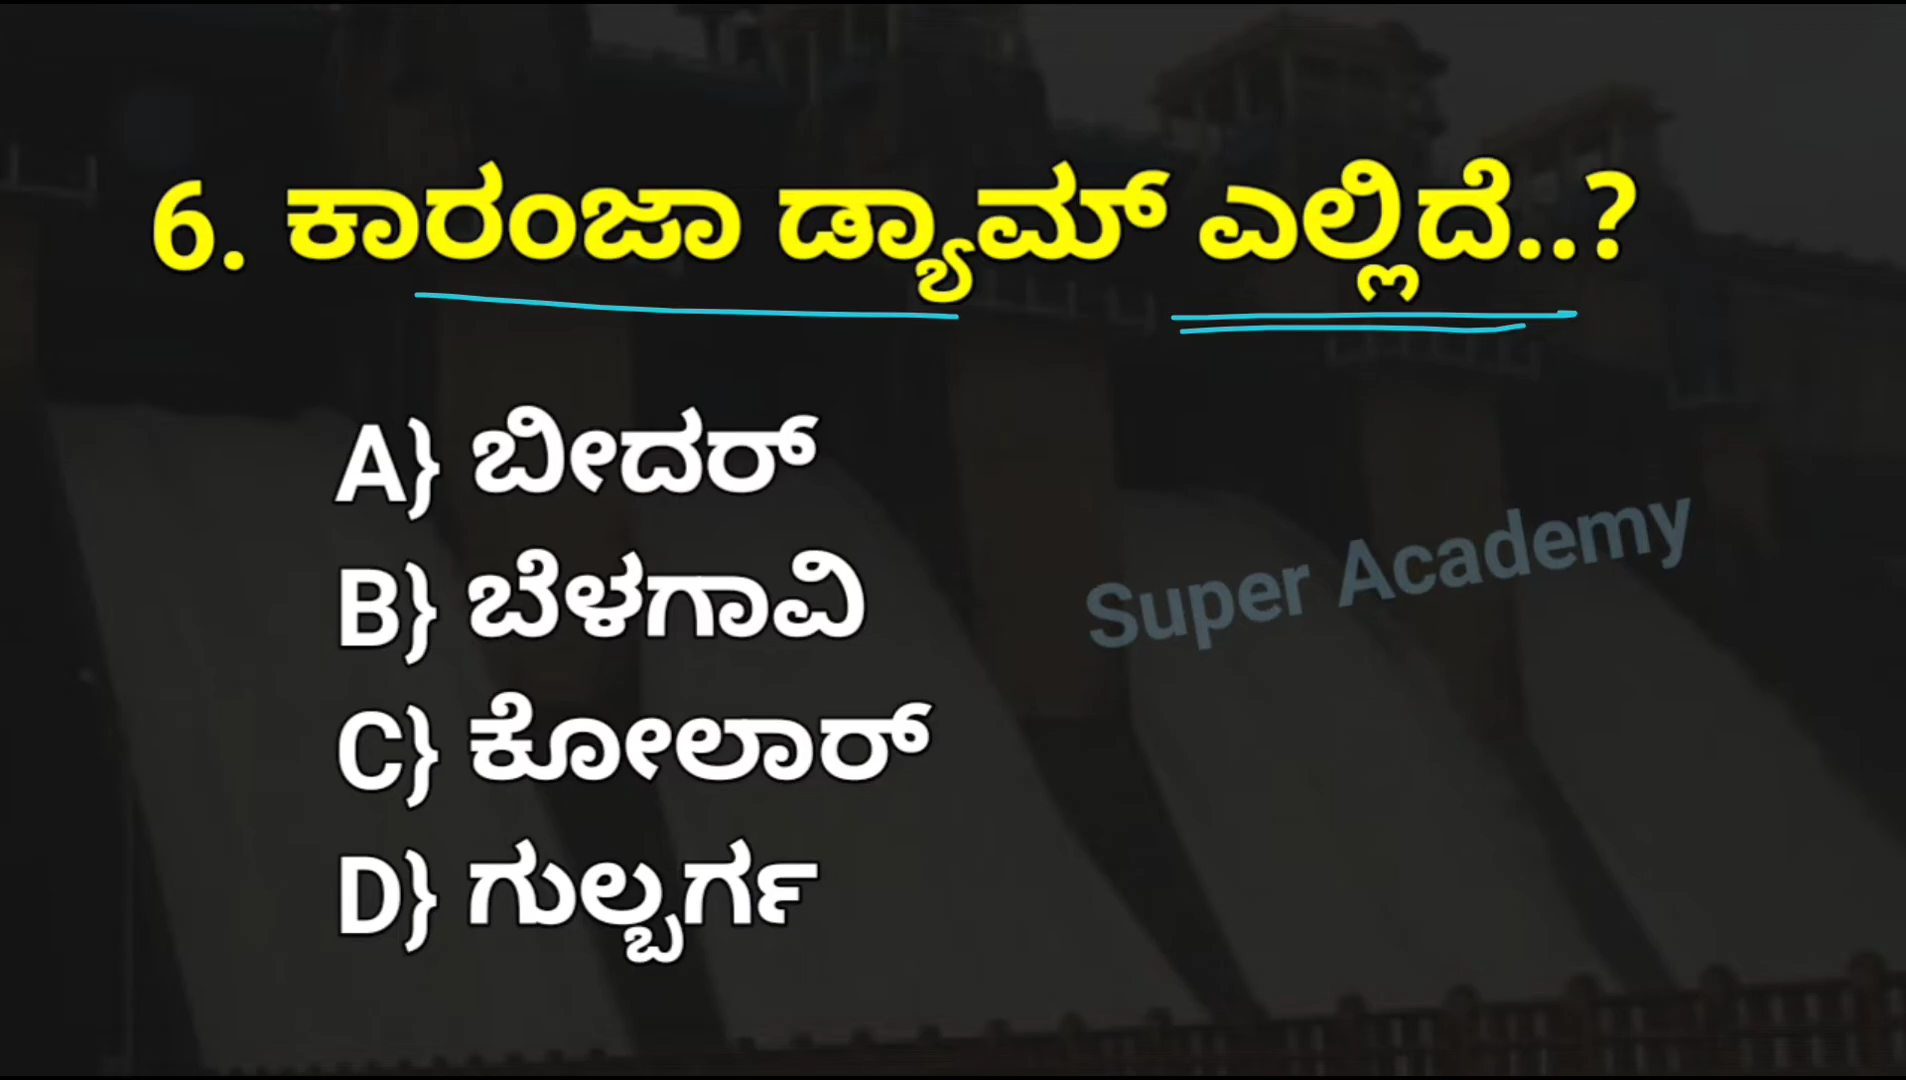 6. ಕಾರಂಜಾ ಡ್ಯಾಮ್ ಎಲ್ಲಿದೆ..?
A} ಬೀದರ್
B} ಬೆಳಗಾವಿ
Super Academy
C} ಕೋಲಾರ್
D} ಗುಲ್ಬರ್ಗ